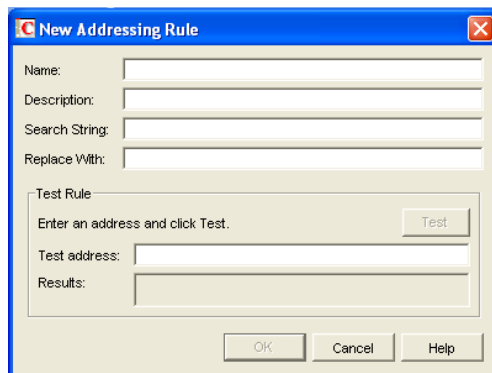 C New Addressing Rule
Name:
Description:
Search String:
Replace With:
Test Rule
Enter an address and click Test.
Test
Test address:
Results:
OK Cancel Help